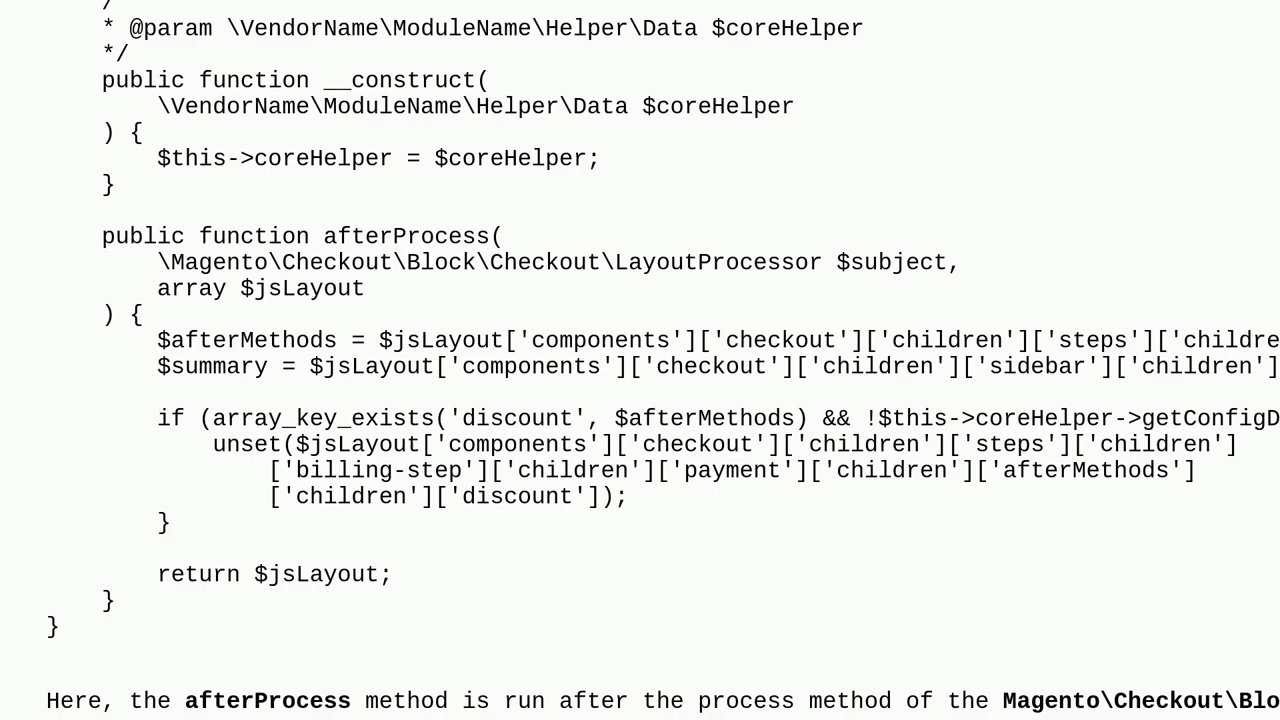 /
* @param \VendorName\ModuleName\Helper\Data $coreHelper
*/
public function __construct(
\VendorName\ModuleName\Helper\Data $coreHelper
) {
$this->coreHelper = $coreHelper;
}
public function afterProcess(
\Magento\Checkout\Block\Checkout\LayoutProcessor $subject,
array $jsLayout
) {
$afterMethods = $jsLayout['components']['checkout']['children']['steps']['childre
$summary = $jsLayout['components']['checkout']['children']['sidebar']['children']
if (array_key_exists('discount', $afterMethods) && !$this->coreHelper->getConfigD
unset($jsLayout['components']['checkout']['children']['steps']['children']
['billing-step']['children']['payment']['children']['afterMethods']
['children']['discount']);
}
return $jsLayout;
}
}
Here, the afterProcess method is run after the process method of the Magento\Checkout\Blo